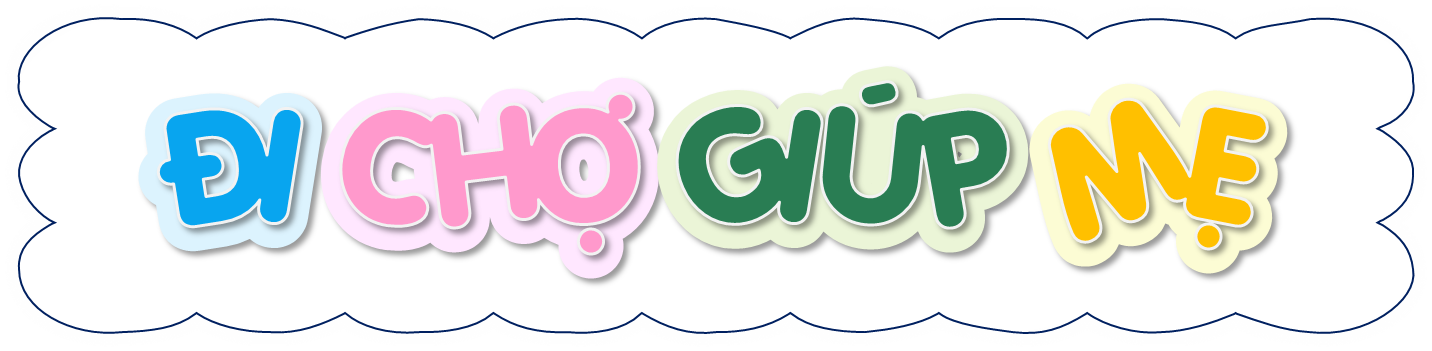 ĐI CHỢ GIÚP MẸ